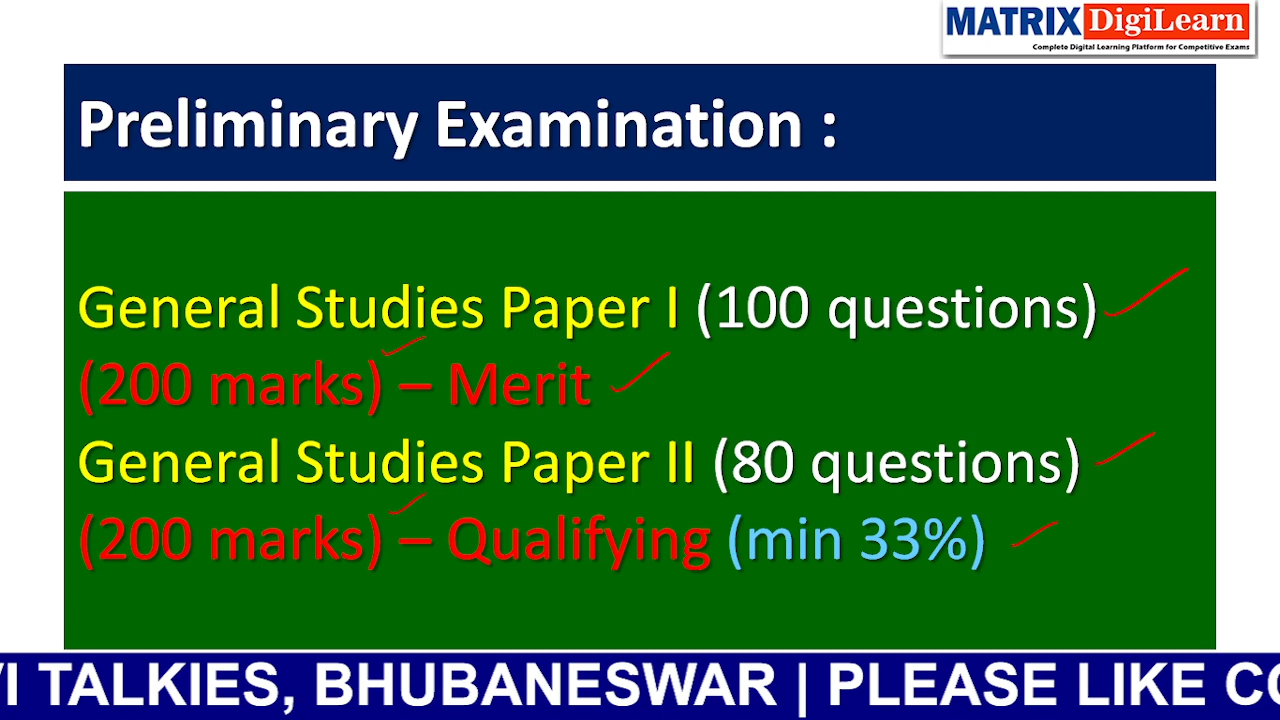 MATRIX DigiLearn
Complete Digital Learning Platform for Competitive Exams
Preliminary Examination :
General Studies Paper I (100 questions)
(200 marks) – Merit
General Studies Paper II (80 questions)
(200 marks) – Qualifying (min 33%)
TALKIES, BHUBANESWAR | PLEASE LIKE